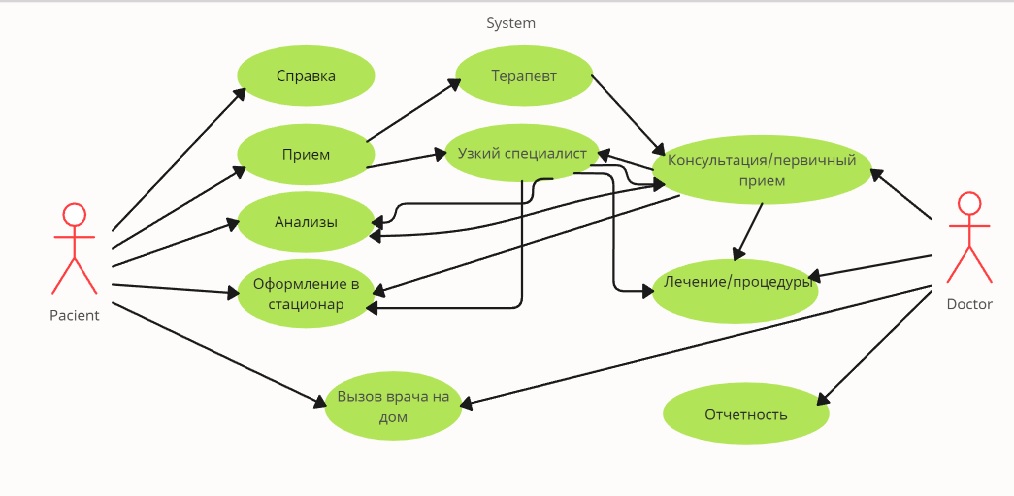 System
Справка
Терапевт
Прием
Узкий специалист
Консультация/первичный
прием
Анализы
Оформление в
стационар
Лечение/процедуры
Pacient
Doctor
Вызоз врача на
дом
Отчетность